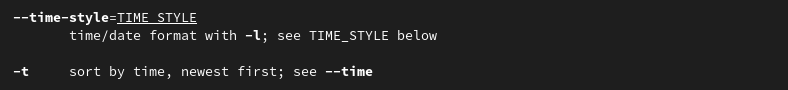 --time-style=TIME_STYLE
time/date format with -l; see TIME_STYLE below
-t     sort by time, newest first; see --time